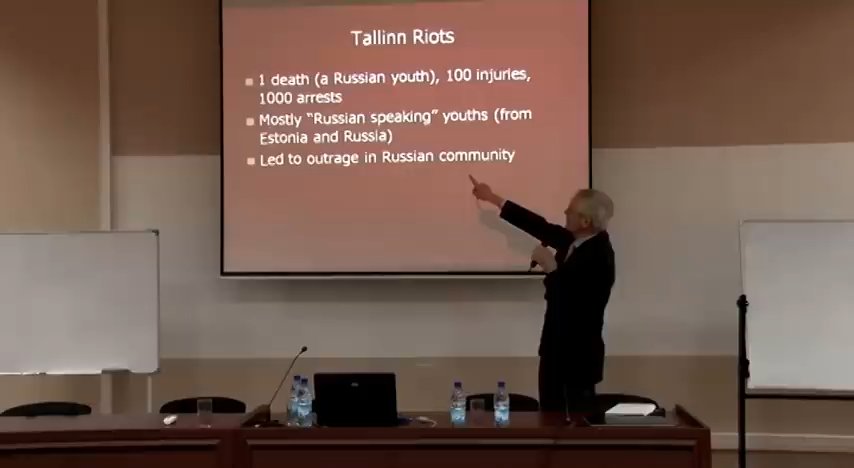 Tallinn Riots
1 death (a Russian youth), 100 injuries,
1000 arrests
Mostly “Russian speaking” youths (from
Estonia and Russia)
Led to outrage in Russian community